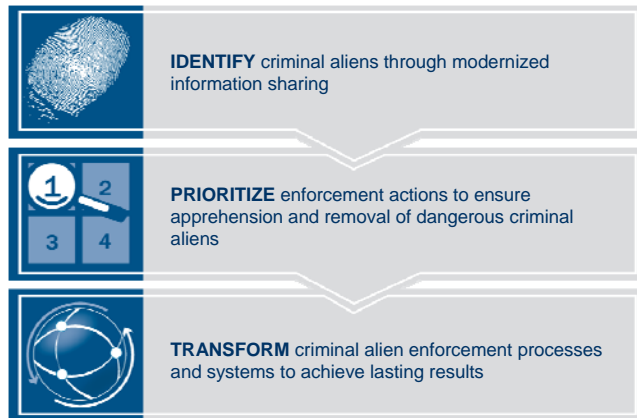 IDENTIFY criminal aliens through modernized
information sharing
1
2
3
4
PRIORITIZE enforcement actions to ensure
apprehension and removal of dangerous criminal
aliens
TRANSFORM criminal alien enforcement processes
and systems to achieve lasting results